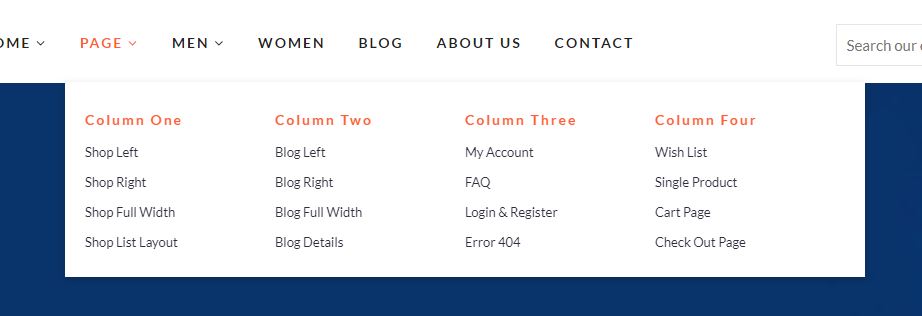 OME PAGE MEN WOMEN BLOG ABOUT US CONTACT Search our
Column One Column Two Column Three Column Four
Shop Left Blog Left My Account Wish List
Shop Right Blog Right FAQ Single Product
Shop Full Width Blog Full Width Login & Register Cart Page
Shop List Layout Blog Details Error 404 Check Out Page